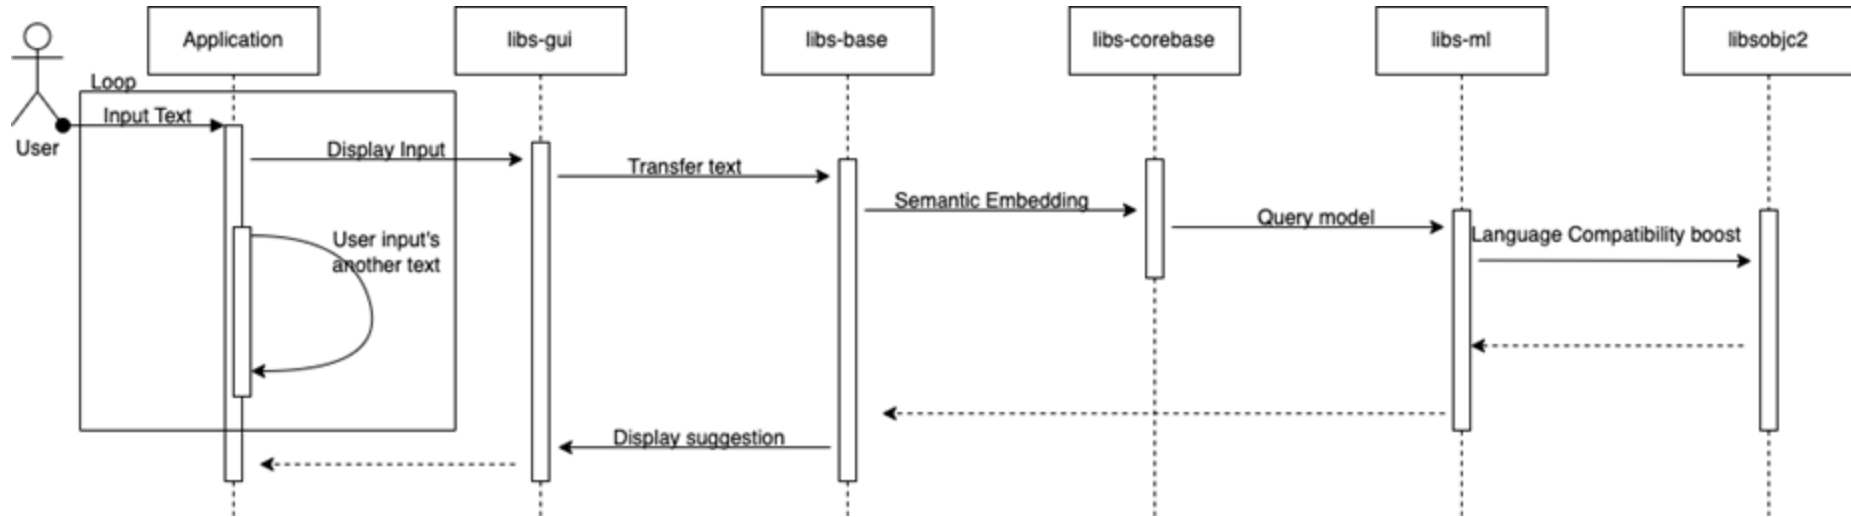 Application
libs-gui
libs-base
libs-corebase
libs-ml
libsobjc2
Loop
Input Text
User
Display Input
Transfer text
Semantic Embedding
Query model
Language Compatibility boost
User input's
another text
Display suggestion